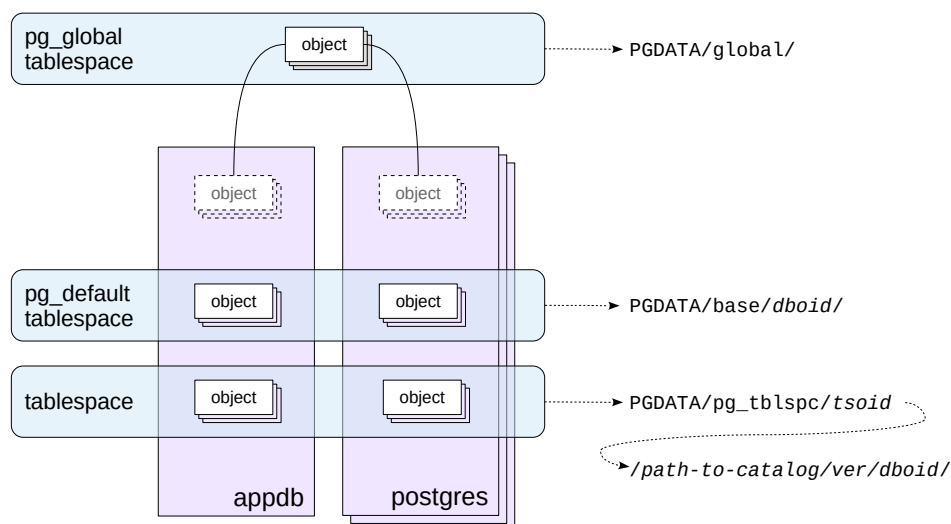 pg_global
tablespace
object
PGDATA/global/
object
object
pg_default
tablespace
object
object
PGDATA/base/dboid/
tablespace
object
object
PGDATA/pg_tblspc/tsoid
/path-to-catalog/ver/dboid/
appdb
postgres